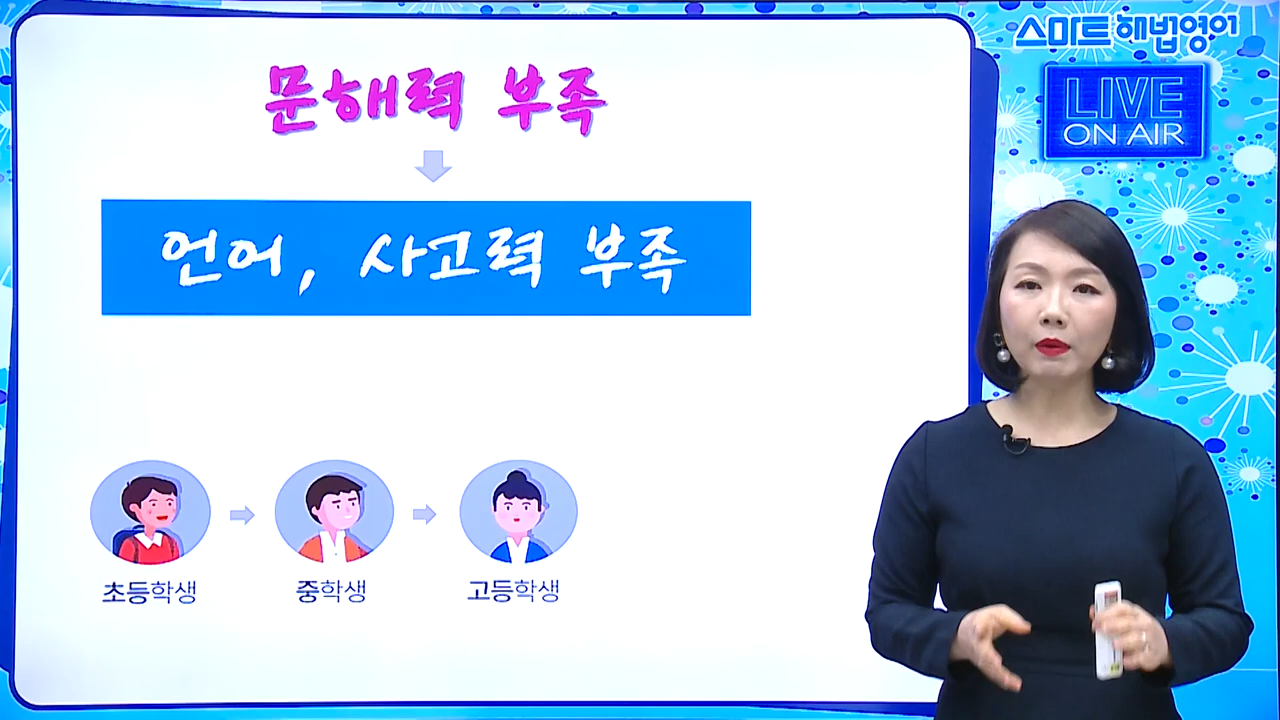 스마트해법영어
LIVE
ON AIR
문해력 부족
언어, 사고력 부족
초등학생
중학생
고등학생